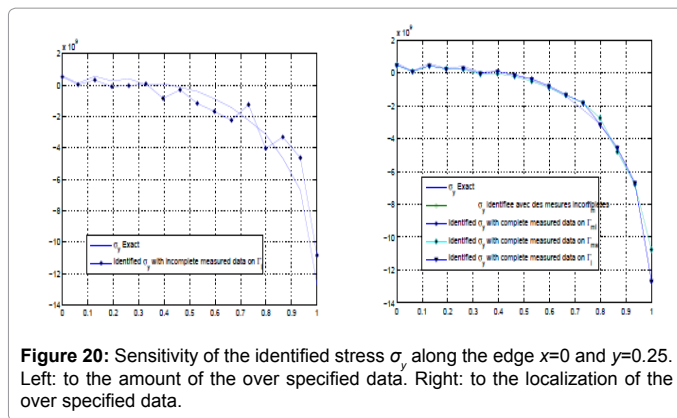 x 10⁹
2
0
-2
-4
-6
-8
-10
-12
-14
0 0.1 0.2 0.3 0.4 0.5 0.6 0.7 0.8 0.9 1
σy Exact
Identified σy with incomplete measured data on Γi
x 10⁹
4
2
0
-2
-4
-6
-8
-10
-12
-14
0 0.1 0.2 0.3 0.4 0.5 0.6 0.7 0.8 0.9 1
σy Exact
σy Identifiee avec des mesures incompletes
Identified σy with complete measured data on Γmi
Identified σy with complete measured data on Γmx
Identified σy with complete measured data on Γi
Figure 20: Sensitivity of the identified stress σy along the edge x=0 and y=0.25.
Left: to the amount of the over specified data. Right: to the localization of the
over specified data.